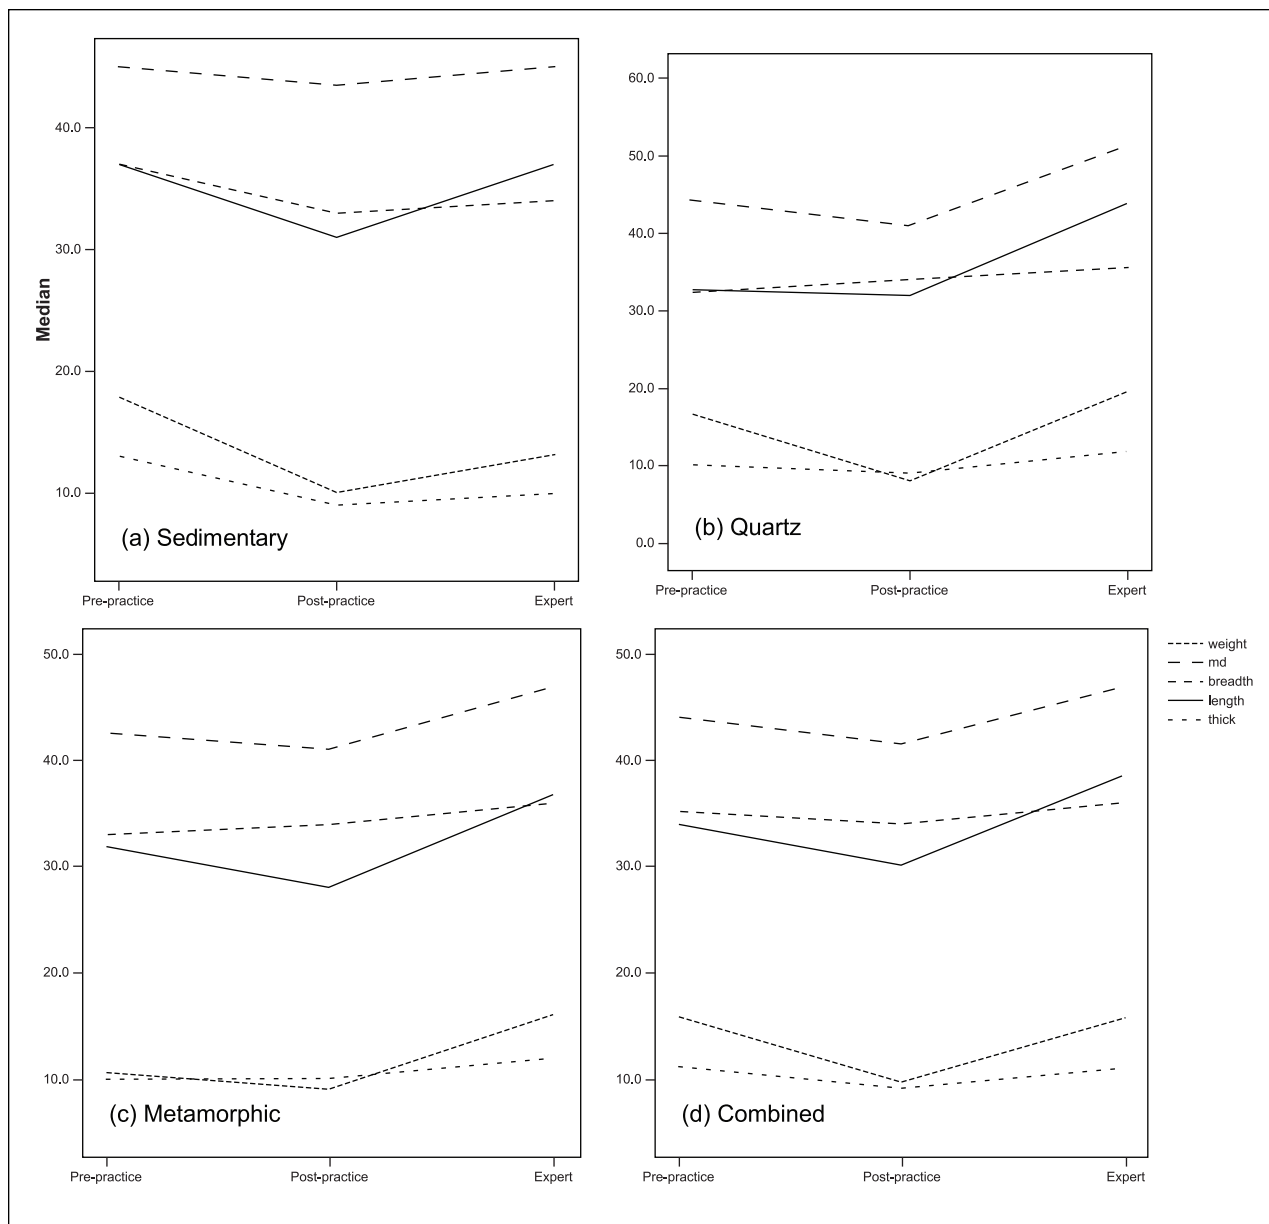 Median
40.0
30.0
20.0
10.0
(a) Sedimentary
Pre-practice Post-practice Expert
60.0
50.0
40.0
30.0
20.0
10.0
0.0
(b) Quartz
Pre-practice Post-practice Expert
50.0
40.0
30.0
20.0
10.0
(c) Metamorphic
Pre-practice Post-practice Expert
50.0
40.0
30.0
20.0
10.0
(d) Combined
Pre-practice Post-practice Expert
weight
md
breadth
length
thick